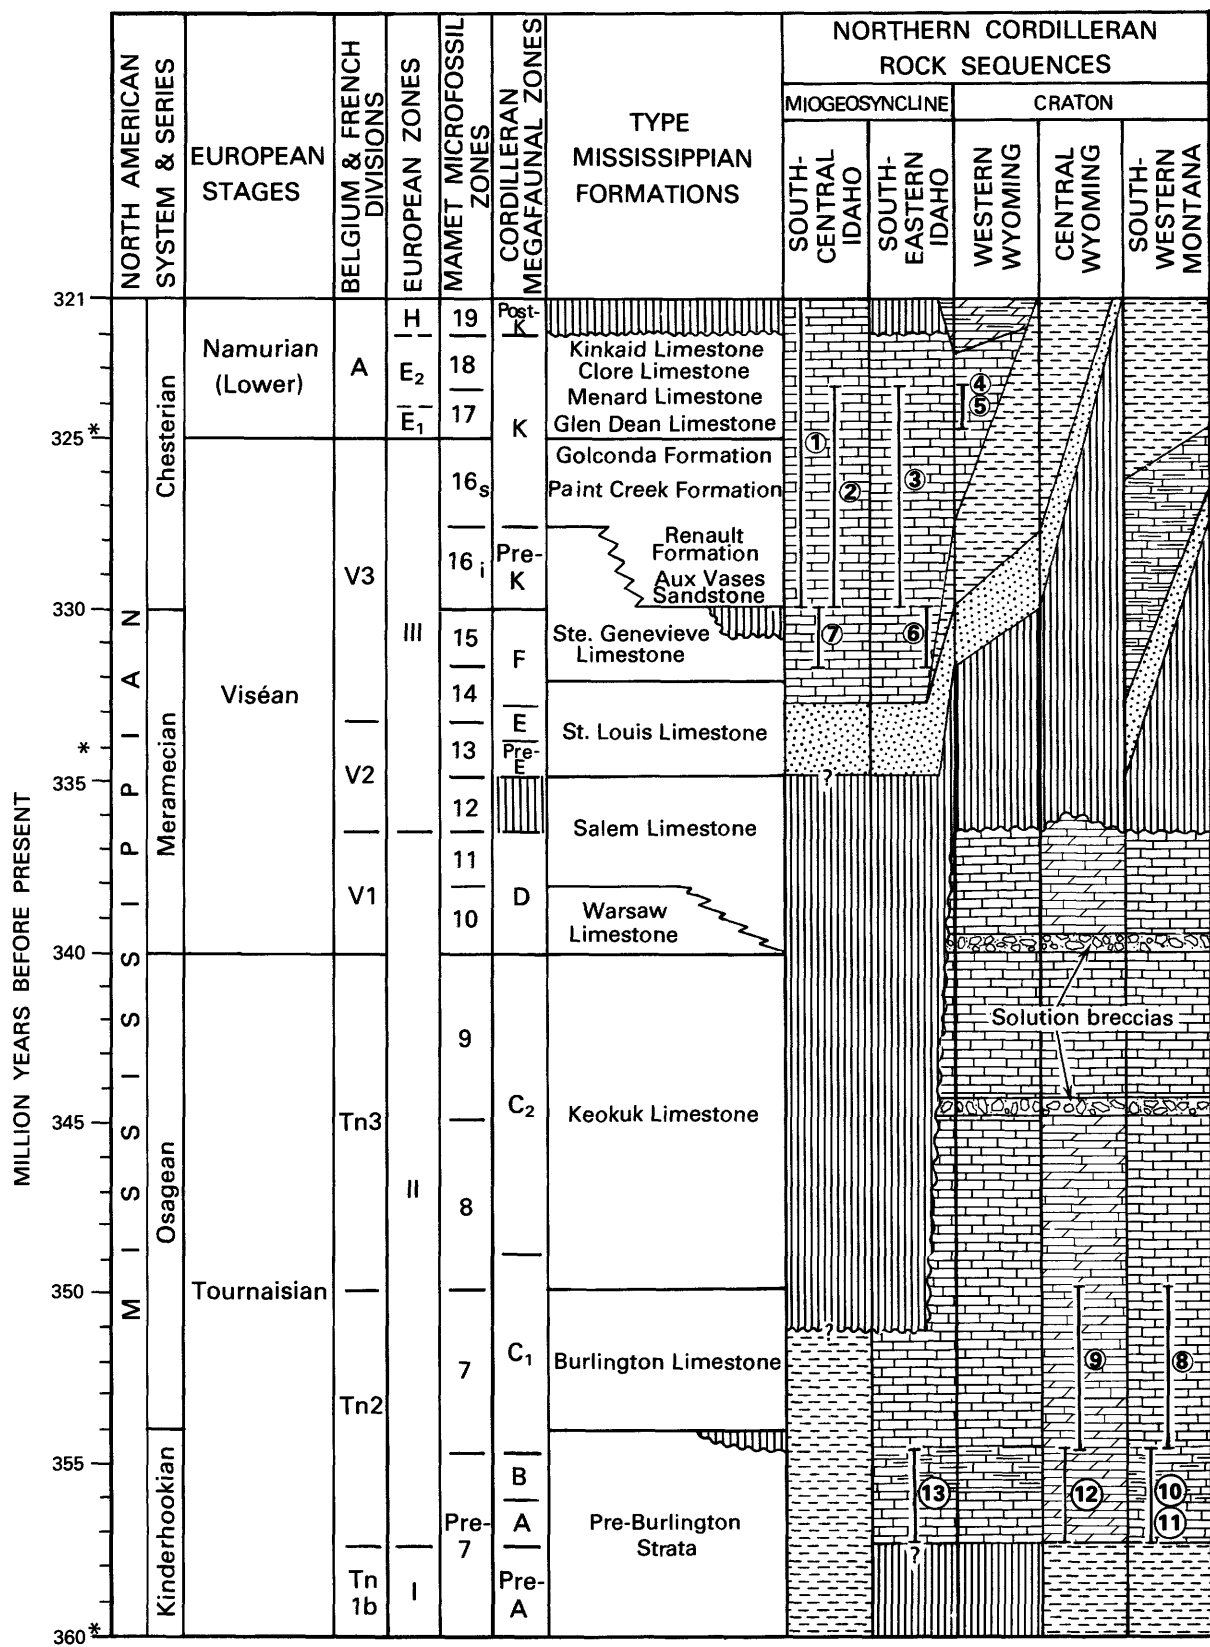 NORTH AMERICAN
SYSTEM & SERIES
EUROPEAN
STAGES
BELGIUM & FRENCH
DIVISIONS
EUROPEAN ZONES
MAMET MICROFOSSIL
ZONES
CORDILLERAN
MEGAFAUNAL ZONES
TYPE
MISSISSIPPIAN
FORMATIONS
NORTHERN CORDILLERAN
ROCK SEQUENCES
MIOGEOSYNCLINE
CRATON
SOUTH-
CENTRAL
IDAHO
SOUTH-
EASTERN
IDAHO
WESTERN
WYOMING
CENTRAL
WYOMING
SOUTH-
WESTERN
MONTANA
MILLION YEARS BEFORE PRESENT
321
325*
330
*
335
340
345
350
355
360*
MISSISSIPPIAN
Chesterian
Meramecian
Osagean
Kinderhookian
Namurian
(Lower)
Viséan
Tournaisian
A
V3
V2
V1
Tn3
Tn2
Tn
1b
H
E2
E1
III
II
I
19
18
17
16s
16i
15
14
13
12
11
10
9
8
7
Pre-
7
Post-
K
K
Pre-
K
F
E
Pre-
E
D
C2
C1
B
A
Pre-
A
Kinkaid Limestone
Clore Limestone
Menard Limestone
Glen Dean Limestone
Golconda Formation
Paint Creek Formation
Renault
Formation
Aux Vases
Sandstone
Ste. Genevieve
Limestone
St. Louis Limestone
Salem Limestone
Warsaw
Limestone
Keokuk Limestone
Burlington Limestone
Pre-Burlington
Strata
4
5
1
2
3
7
6
?
Solution breccias
?
9
8
13
12
10
11
?